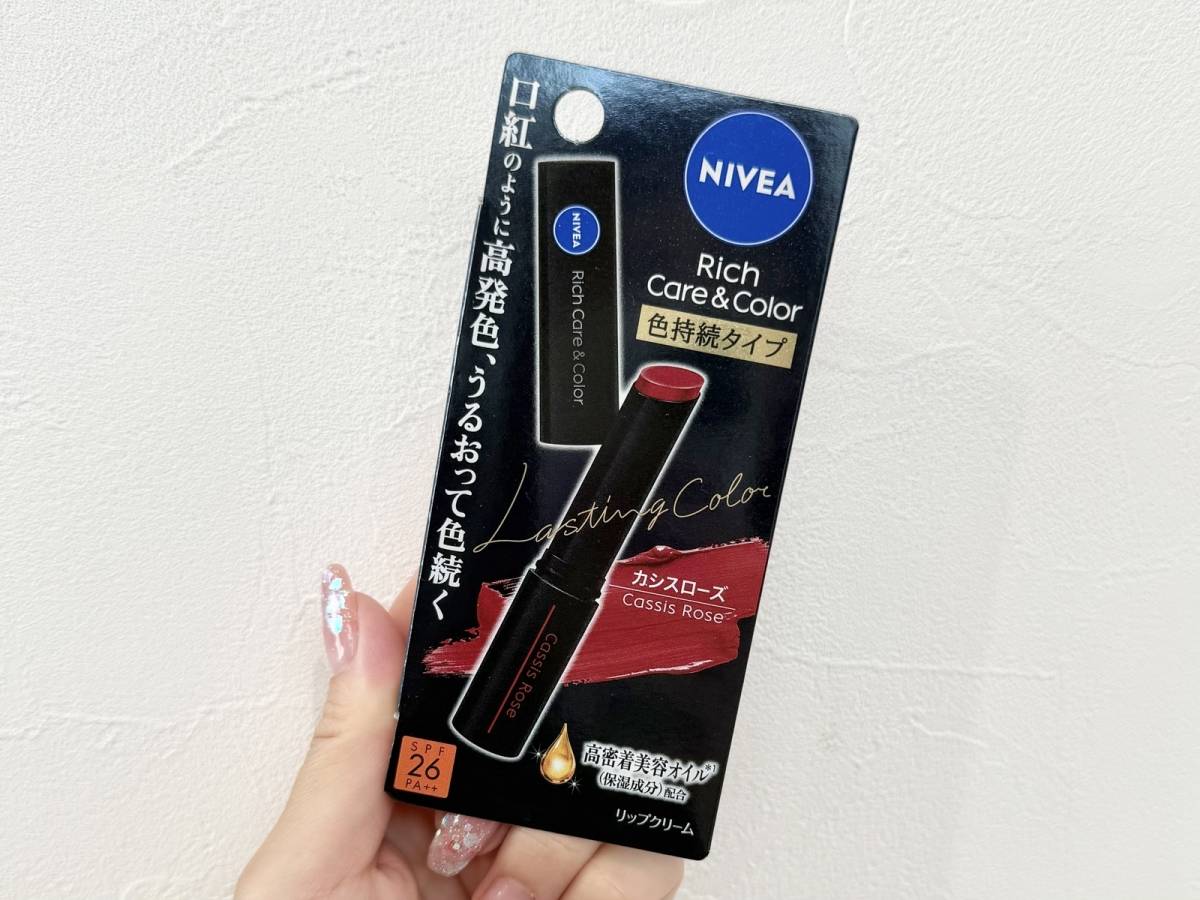 口紅のように高発色、うるおって色続く
NIVEA
Rich
Care & Color
色持続タイプ
NIVEA Rich Care & Color
Lasting Color
カシスローズ
Cassis Rose
Cassis Rose
SPF
26
PA++
高密着美容オイル*1
(保湿成分)配合
リップクリーム